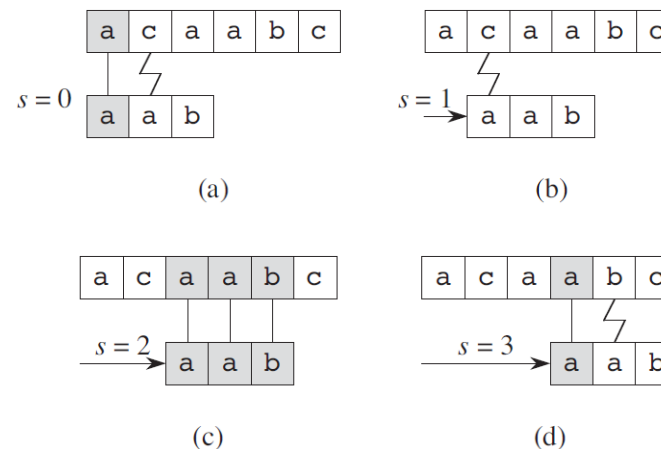 a c a a b c
s = 0
a a b
(a)
a c a a b c
s = 1
a a b
(b)
a c a a b c
s = 2
a a b
(c)
a c a a b c
s = 3
a a b
(d)